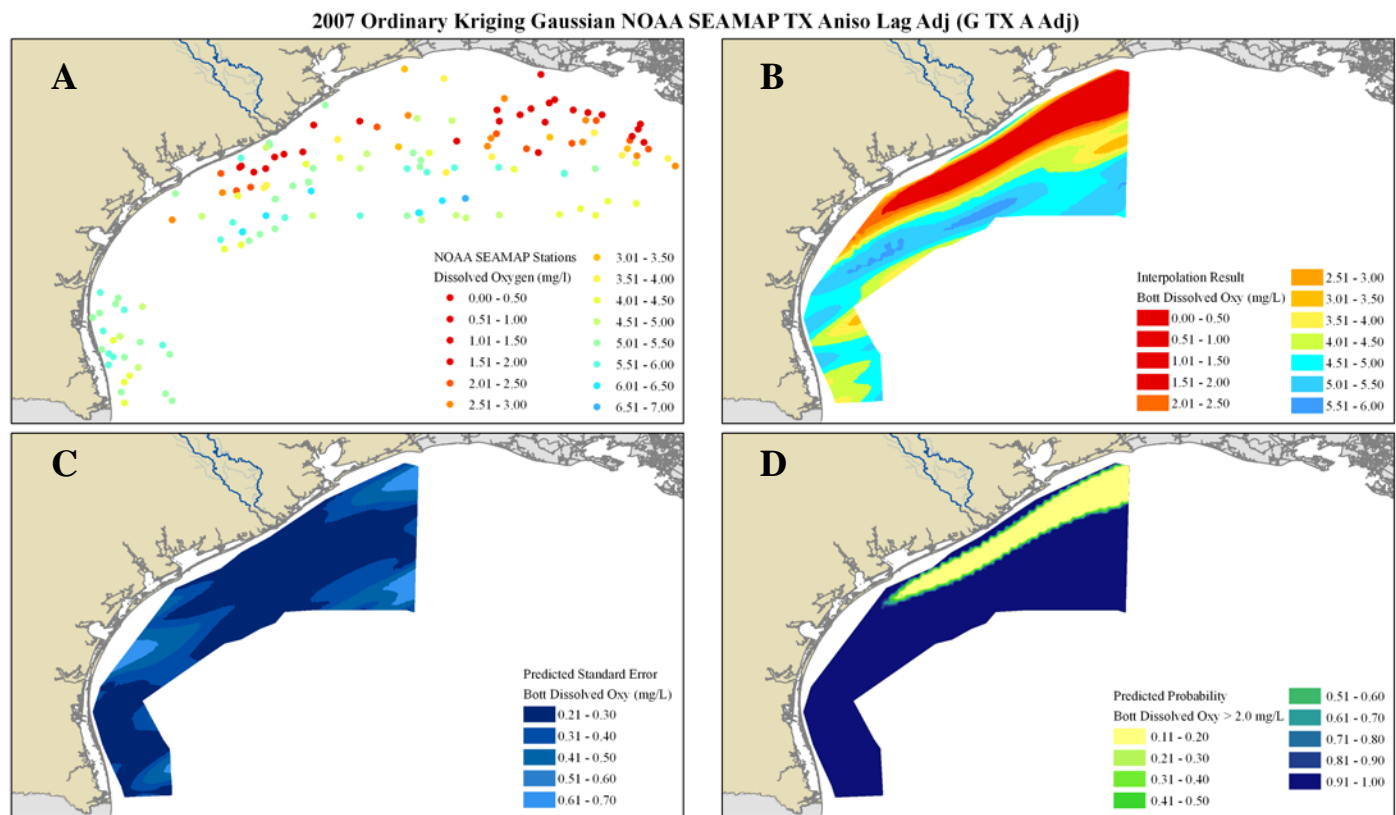 2007 Ordinary Kriging Gaussian NOAA SEAMAP TX Aniso Lag Adj (G TX A Adj)
A
NOAA SEAMAP Stations
Dissolved Oxygen (mg/l)
0.00 - 0.50
0.51 - 1.00
1.01 - 1.50
1.51 - 2.00
2.01 - 2.50
2.51 - 3.00
3.01 - 3.50
3.51 - 4.00
4.01 - 4.50
4.51 - 5.00
5.01 - 5.50
5.51 - 6.00
6.01 - 6.50
6.51 - 7.00
B
Interpolation Result
Bott Dissolved Oxy (mg/L)
0.00 - 0.50
0.51 - 1.00
1.01 - 1.50
1.51 - 2.00
2.01 - 2.50
2.51 - 3.00
3.01 - 3.50
3.51 - 4.00
4.01 - 4.50
4.51 - 5.00
5.01 - 5.50
5.51 - 6.00
C
Predicted Standard Error
Bott Dissolved Oxy (mg/L)
0.21 - 0.30
0.31 - 0.40
0.41 - 0.50
0.51 - 0.60
0.61 - 0.70
D
Predicted Probability
Bott Dissolved Oxy > 2.0 mg/L
0.11 - 0.20
0.21 - 0.30
0.31 - 0.40
0.41 - 0.50
0.51 - 0.60
0.61 - 0.70
0.71 - 0.80
0.81 - 0.90
0.91 - 1.00